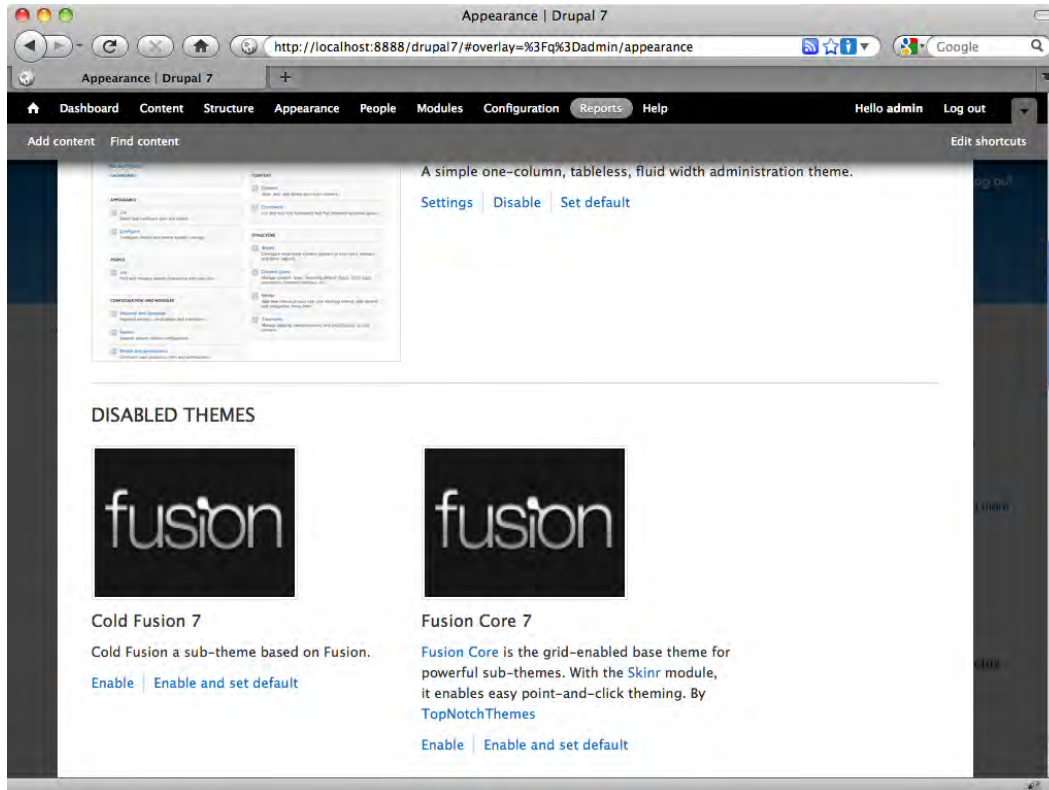 Appearance | Drupal 7
http://localhost:8888/drupal7/#overlay=%3Fq%3Dadmin/appearance
Google
Appearance | Drupal 7
Dashboard Content Structure Appearance People Modules Configuration Reports Help Hello admin Log out
Add content Find content Edit shortcuts
A simple one-column, tableless, fluid width administration theme.
Settings Disable Set default
DISABLED THEMES
fusion
fusion
Cold Fusion 7
Cold Fusion a sub-theme based on Fusion.
Enable Enable and set default
Fusion Core 7
Fusion Core is the grid-enabled base theme for
powerful sub-themes. With the Skinr module,
it enables easy point-and-click theming. By
TopNotchThemes
Enable Enable and set default